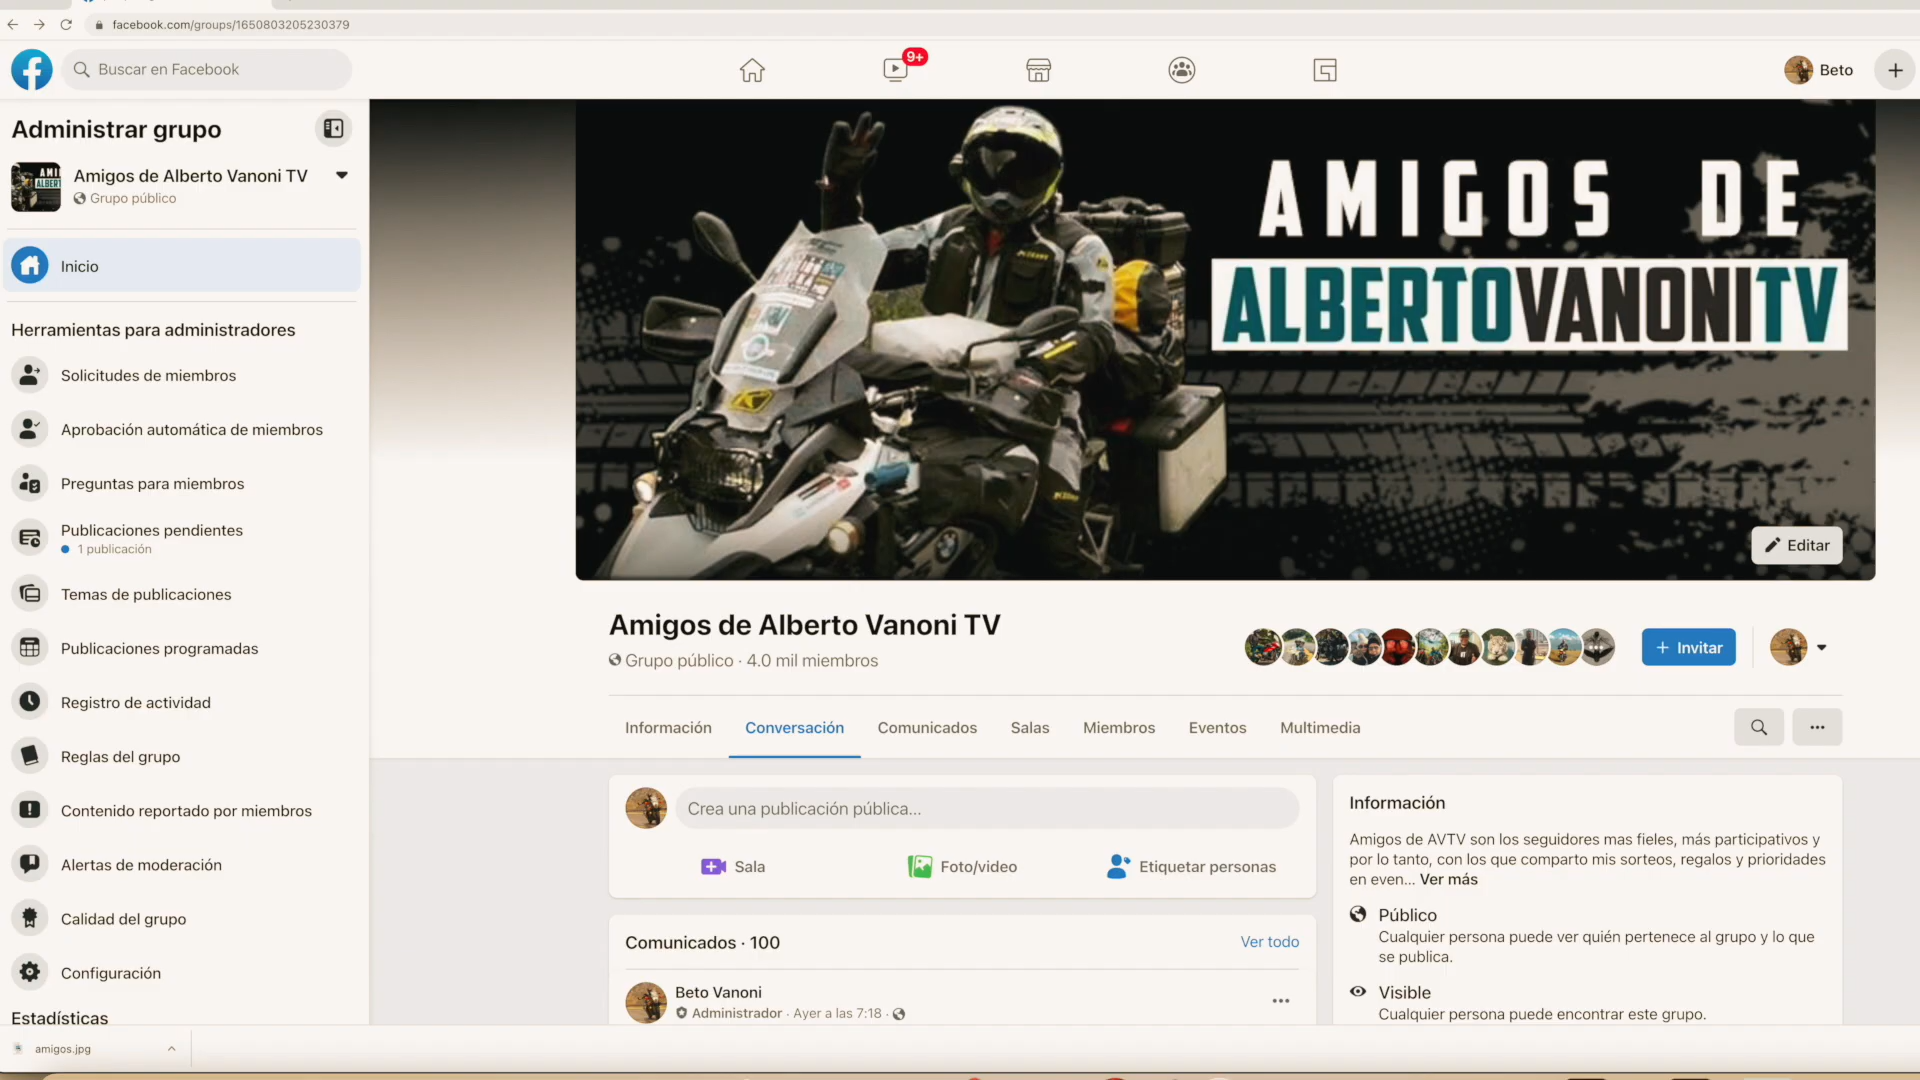 facebook.com/groups/1650803205230379
Buscar en Facebook
9+
Beto
Administrar grupo
Amigos de Alberto Vanoni TV
Grupo público
Inicio
Herramientas para administradores
Solicitudes de miembros
Aprobación automática de miembros
Preguntas para miembros
Publicaciones pendientes
1 publicación
Temas de publicaciones
Publicaciones programadas
Registro de actividad
Reglas del grupo
Contenido reportado por miembros
Alertas de moderación
Calidad del grupo
Configuración
Estadísticas
amigos.jpg
AMIGOS DE
ALBERTOVANONITV
Editar
Amigos de Alberto Vanoni TV
Grupo público · 4.0 mil miembros
+ Invitar
Información Conversación Comunicados Salas Miembros Eventos Multimedia
Crea una publicación pública...
Sala Foto/video Etiquetar personas
Comunicados · 100 Ver todo
Beto Vanoni
Administrador · Ayer a las 7:18 ·
Información
Amigos de AVTV son los seguidores mas fieles, más participativos y
por lo tanto, con los que comparto mis sorteos, regalos y prioridades
en even... Ver más
Público
Cualquier persona puede ver quién pertenece al grupo y lo que
se publica.
Visible
Cualquier persona puede encontrar este grupo.